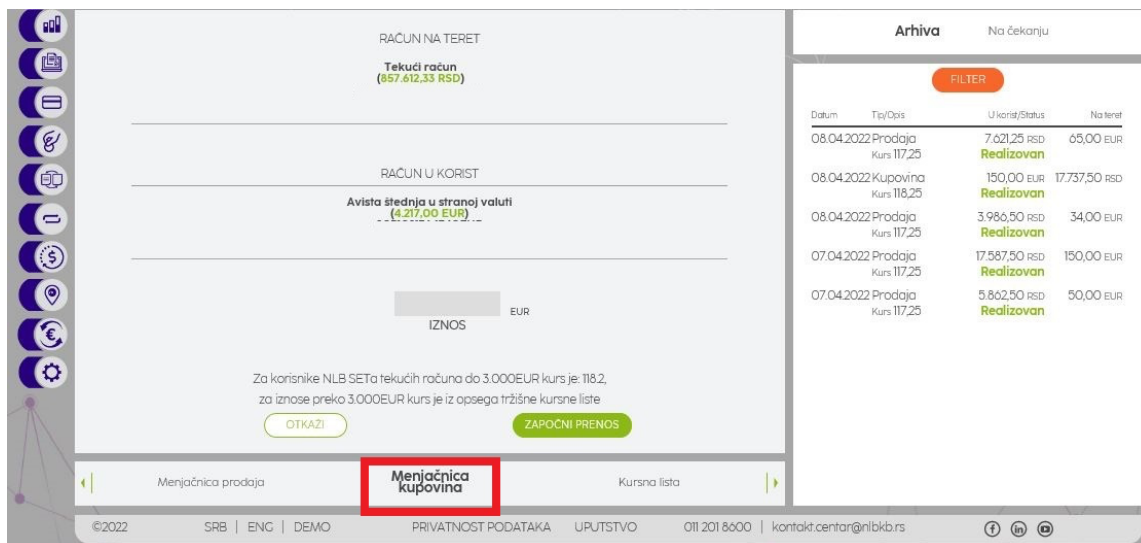 RAČUN NA TERET
Tekući račun
(857.612,33 RSD)
RAČUN U KORIST
Avista štednja u stranoj valuti
(4.217,00 EUR)
EUR
IZNOS
Za korisnike NLB SETa tekućih računa do 3.000EUR kurs je: 118.2,
za iznose preko 3.000EUR kurs je iz opsega tržišne kursne liste
OTKAŽI
ZAPOČNI PRENOS
Menjačnica prodaja
Menjačnica
kupovina
Kursna lista
Arhiva Na čekanju
FILTER
Datum Tip/Opis U korist/Status Na teret
08.04.2022 Prodaja 7.621,25 RSD 65,00 EUR
Kurs 117,25 Realizovan
08.04.2022 Kupovina 150,00 EUR 17.737,50 RSD
Kurs 118,25 Realizovan
08.04.2022 Prodaja 3.986,50 RSD 34,00 EUR
Kurs 117,25 Realizovan
07.04.2022 Prodaja 17.587,50 RSD 150,00 EUR
Kurs 117,25 Realizovan
07.04.2022 Prodaja 5.862,50 RSD 50,00 EUR
Kurs 117,25 Realizovan
©2022 SRB | ENG | DEMO PRIVATNOST PODATAKA UPUTSTVO 011 201 8600 | kontakt.centar@nlbkb.rs